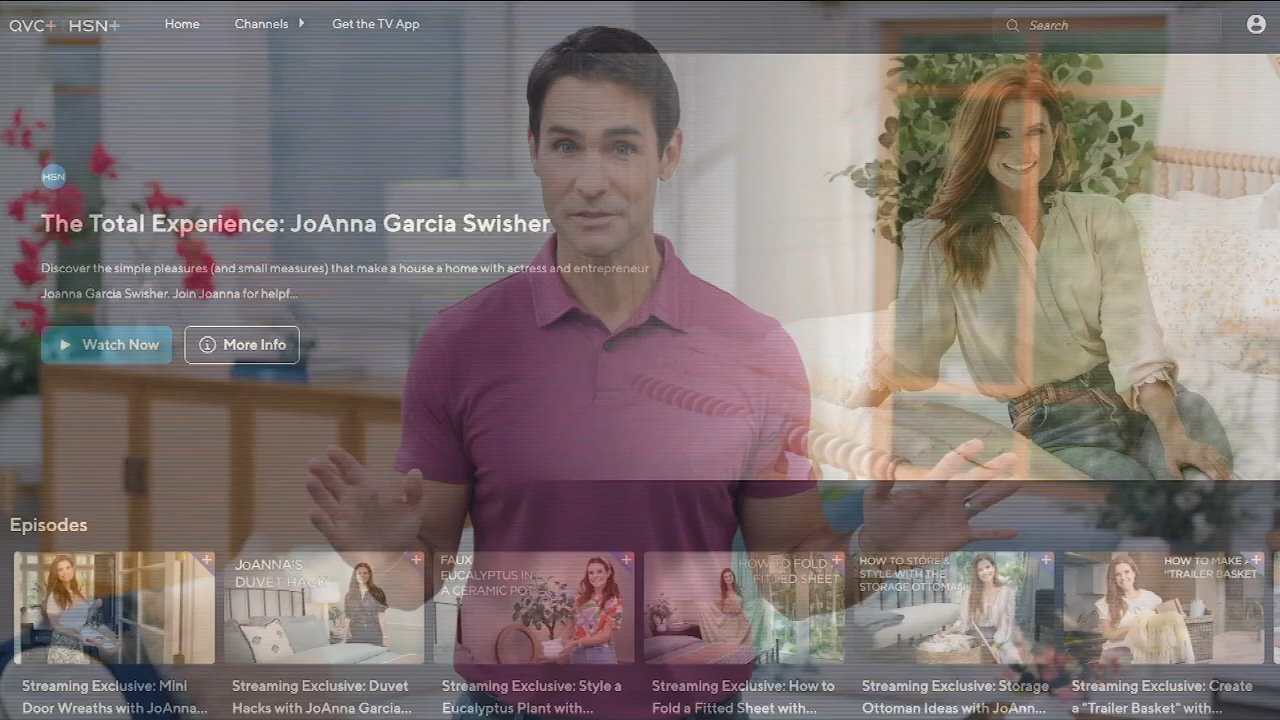 QVC+ HSN+
Home
Channels
Get the TV App
Search
HSN
The Total Experience: JoAnna Garcia Swisher
Discover the simple pleasures (and small measures) that make a house a home with actress and entrepreneur
Joanna Garcia Swisher. Join Joanna for helpf...
Watch Now
More Info
Episodes
JoANNA'S
DUVET HACK
FAUX
EUCALYPTUS IN
A CERAMIC POT
HOW TO FOLD A
FITTED SHEET
HOW TO STORE &
STYLE WITH THE
STORAGE OTTOMAN
HOW TO MAKE A
"TRAILER BASKET"
Streaming Exclusive: Mini
Door Wreaths with JoAnna...
Streaming Exclusive: Duvet
Hacks with JoAnna Garcia...
Streaming Exclusive: Style a
Eucalyptus Plant with...
Streaming Exclusive: How to
Fold a Fitted Sheet with...
Streaming Exclusive: Storage
Ottoman Ideas with JoAnn...
Streaming Exclusive: Create
a "Trailer Basket" with...